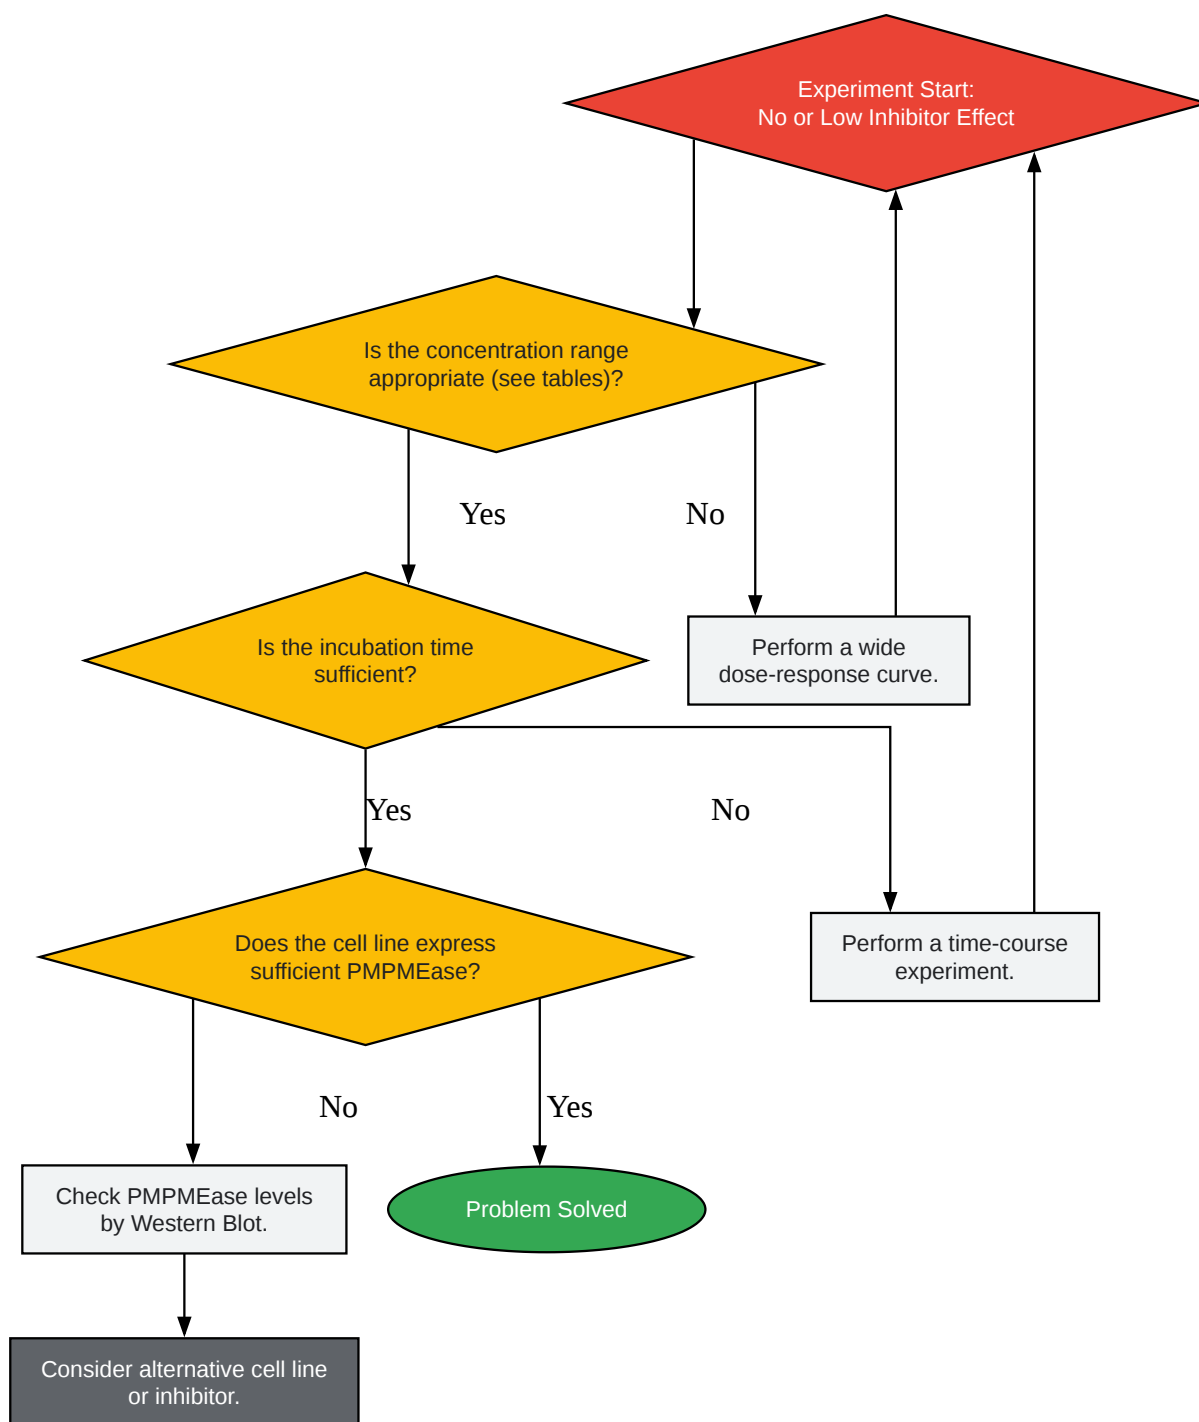 Experiment Start:
No or Low Inhibitor Effect
Is the concentration range
appropriate (see tables)?
Yes
No
Is the incubation time
sufficient?
Perform a wide
dose-response curve.
Yes
No
Does the cell line express
sufficient PMPMEase?
Perform a time-course
experiment.
No
Yes
Check PMPMEase levels
by Western Blot.
Problem Solved
Consider alternative cell line
or inhibitor.